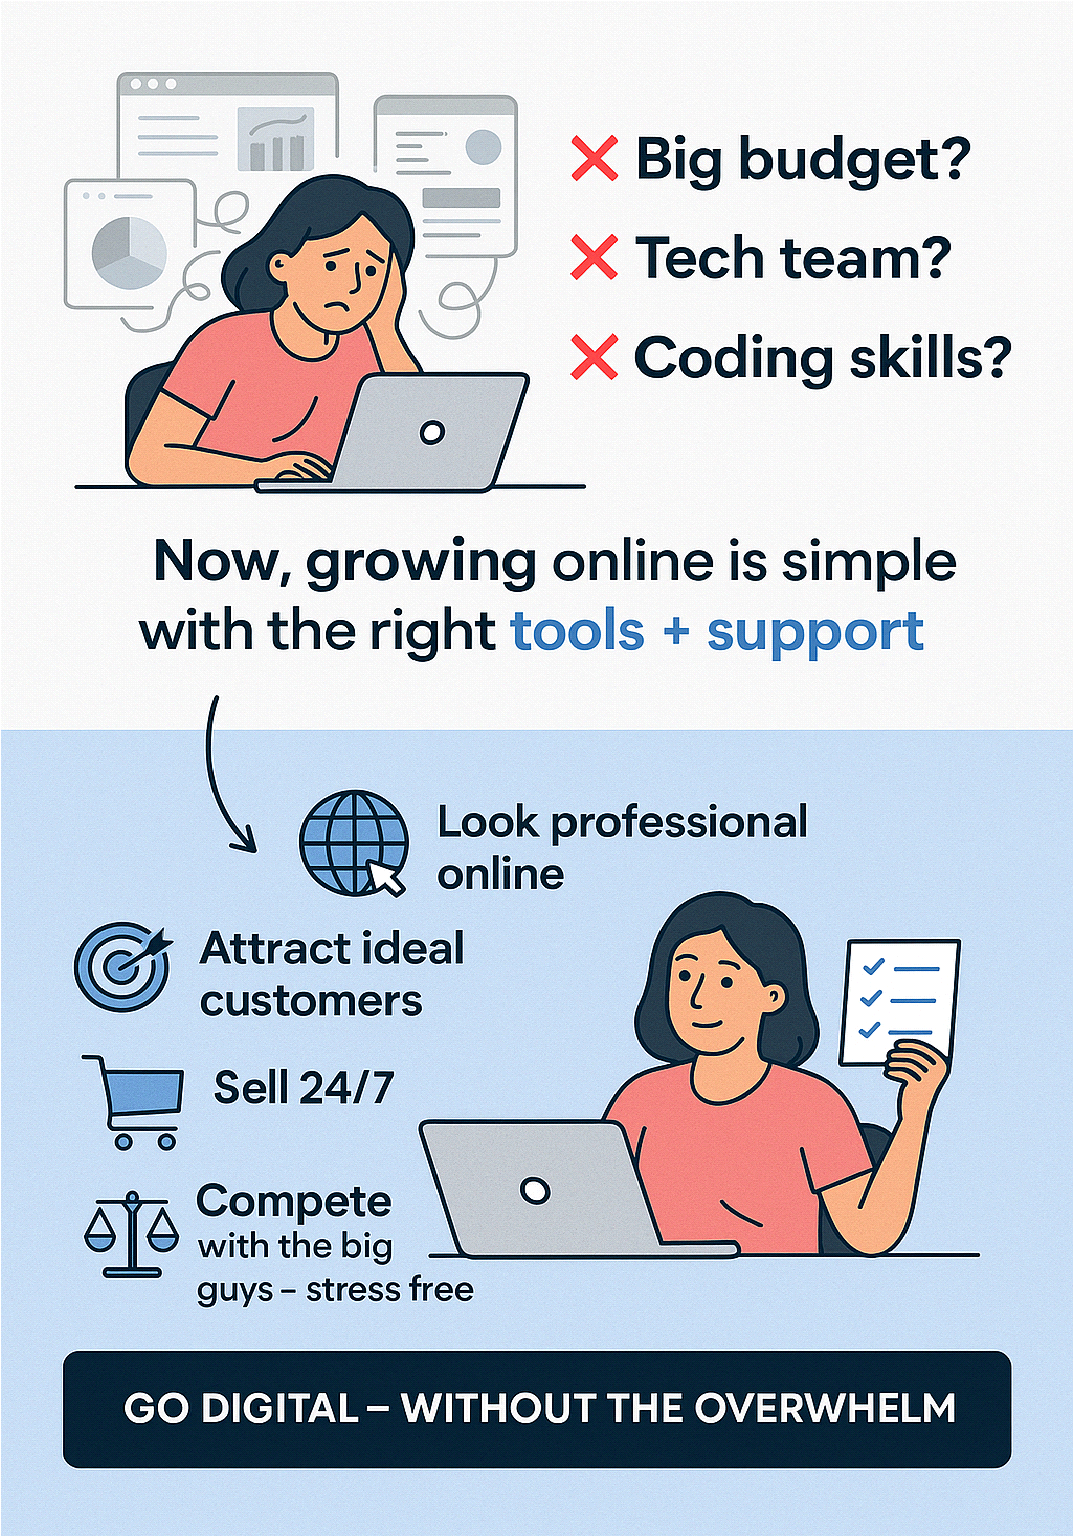 Big budget?
Tech team?
Coding skills?
Now, growing online is simple
with the right tools + support
Look professional
online
Attract ideal
customers
Sell 24/7
Compete
with the big
guys – stress free
GO DIGITAL – WITHOUT THE OVERWHELM